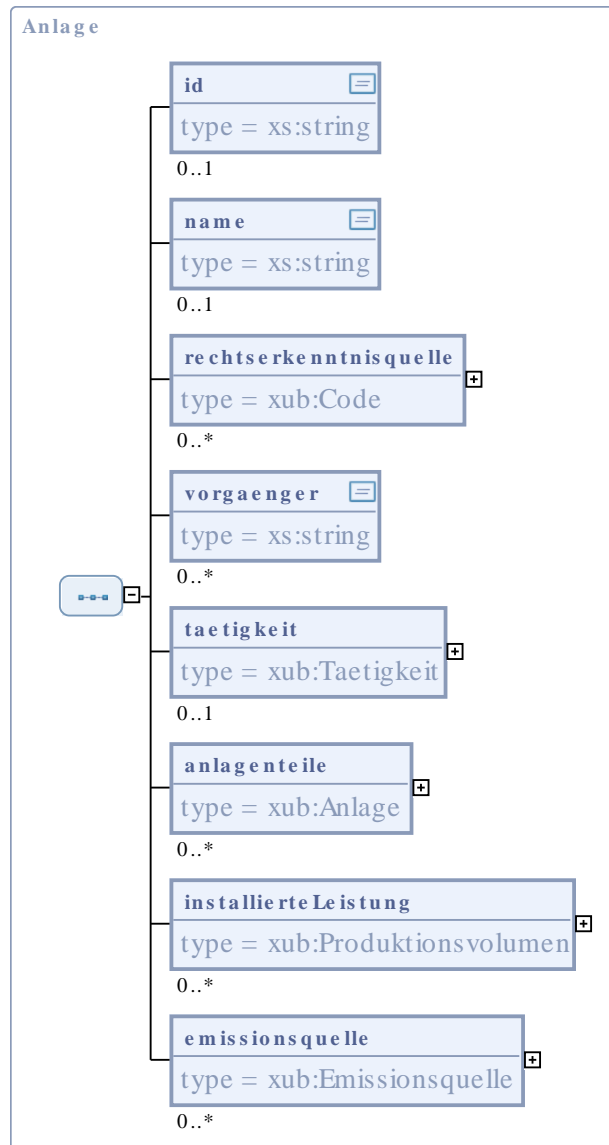 Anlage
id
type = xs:string
0..1
name
type = xs:string
0..1
rechtserkenntnisquelle
type = xub:Code
0..*
vorgaenger
type = xs:string
0..*
taetigkeit
type = xub:Taetigkeit
0..1
anlagenteile
type = xub:Anlage
0..*
installierteLeistung
type = xub:Produktionsvolumen
0..*
emissionsquelle
type = xub:Emissionsquelle
0..*